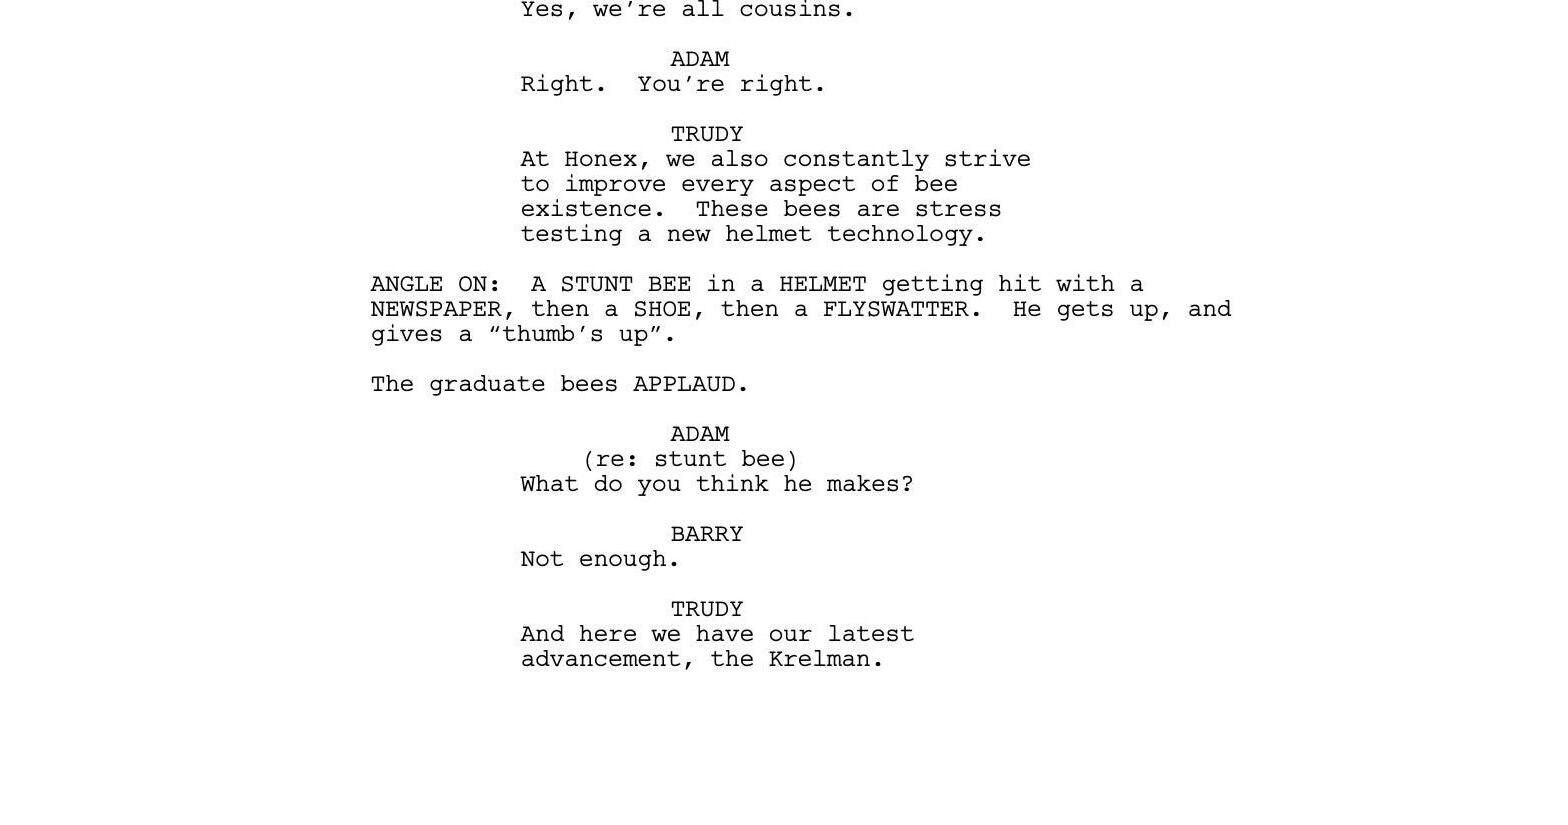 Yes, we're all cousins.
ADAM
Right.  You're right.
TRUDY
At Honex, we also constantly strive
to improve every aspect of bee
existence.  These bees are stress
testing a new helmet technology.
ANGLE ON:  A STUNT BEE in a HELMET getting hit with a
NEWSPAPER, then a SHOE, then a FLYSWATTER.  He gets up, and
gives a “thumb’s up”.
The graduate bees APPLAUD.
ADAM
(re: stunt bee)
What do you think he makes?
BARRY
Not enough.
TRUDY
And here we have our latest
advancement, the Krelman.